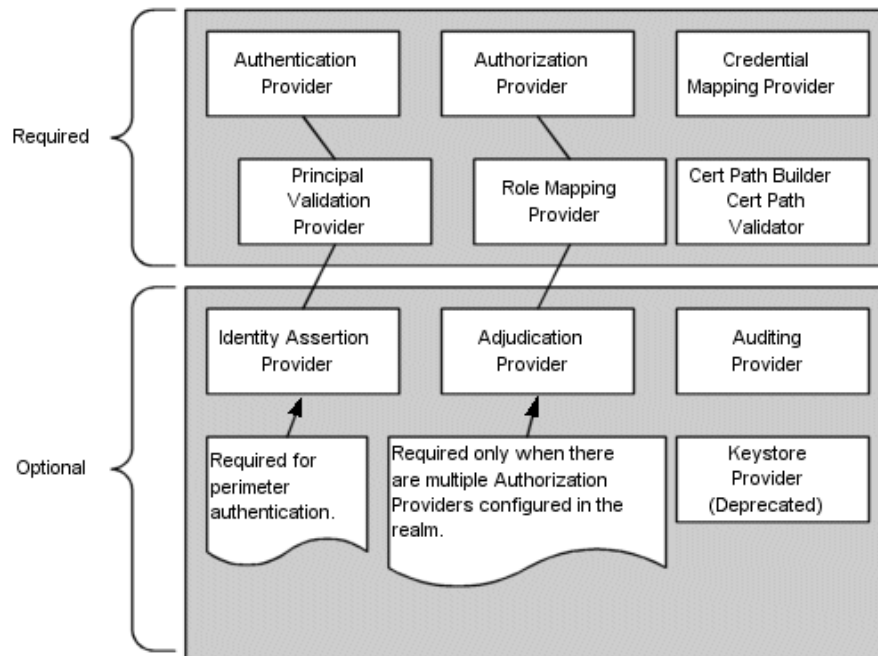 Required
Authentication
Provider
Authorization
Provider
Credential
Mapping Provider
Principal
Validation
Provider
Role Mapping
Provider
Cert Path Builder
Cert Path
Validator
Optional
Identity Assertion
Provider
Adjudication
Provider
Auditing
Provider
Required for
perimeter
authentication.
Required only when there
are multiple Authorization
Providers configured in the
realm.
Keystore
Provider
(Deprecated)